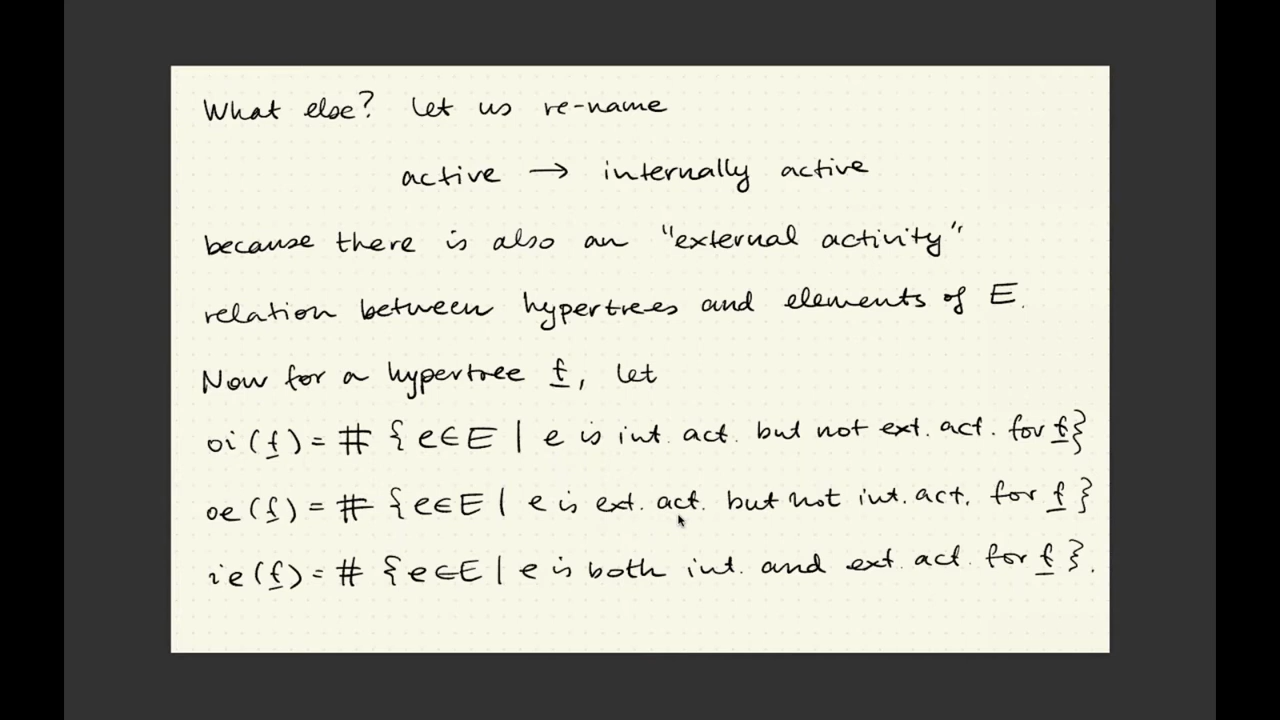 What else? Let us re-name
active → internally active
because there is also an "external activity"
relation between hypertrees and elements of E.
Now for a hypertree f, let
oi(f) = # {e∈E | e is int. act. but not ext. act. for f}
oe(f) = # {e∈E | e is ext. act. but not int. act. for f}
ie(f) = # {e∈E | e is both int. and ext. act. for f}.